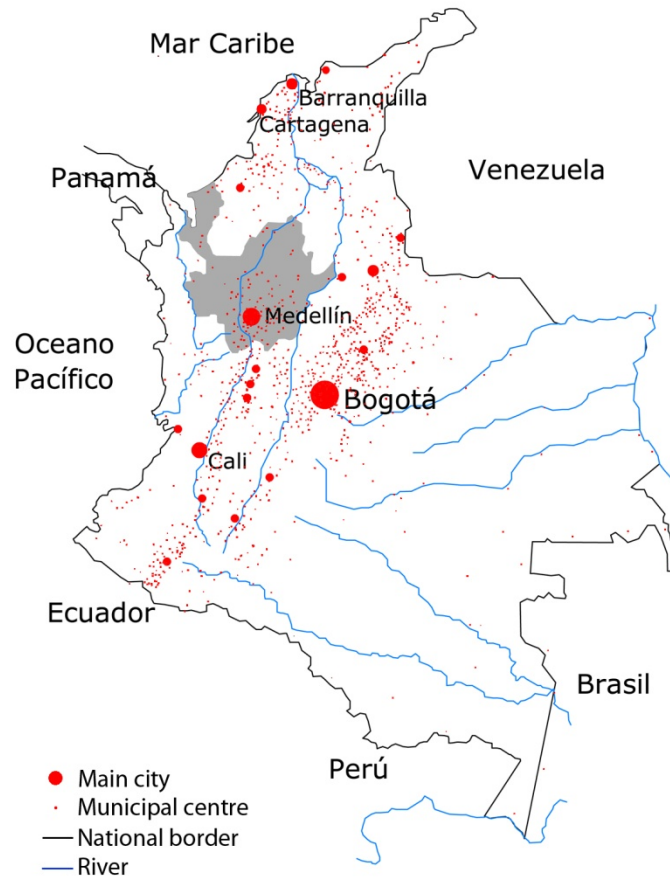 Mar Caribe
Barranquilla
Cartagena
Panamá
Venezuela
Medellín
Oceano
Pacífico
Bogotá
Cali
Ecuador
Brasil
Perú
Main city
Municipal centre
National border
River